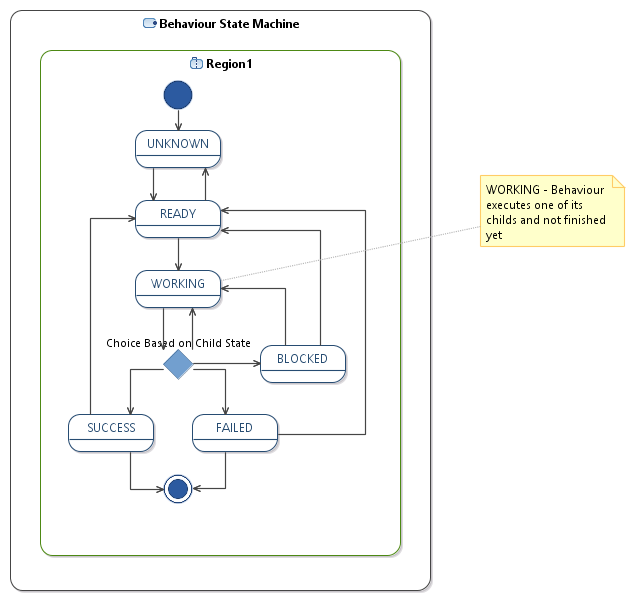 Behaviour State Machine
Region1
UNKNOWN
READY
WORKING - Behaviour
executes one of its
childs and not finished
yet
WORKING
Choice Based on Child State
BLOCKED
SUCCESS
FAILED